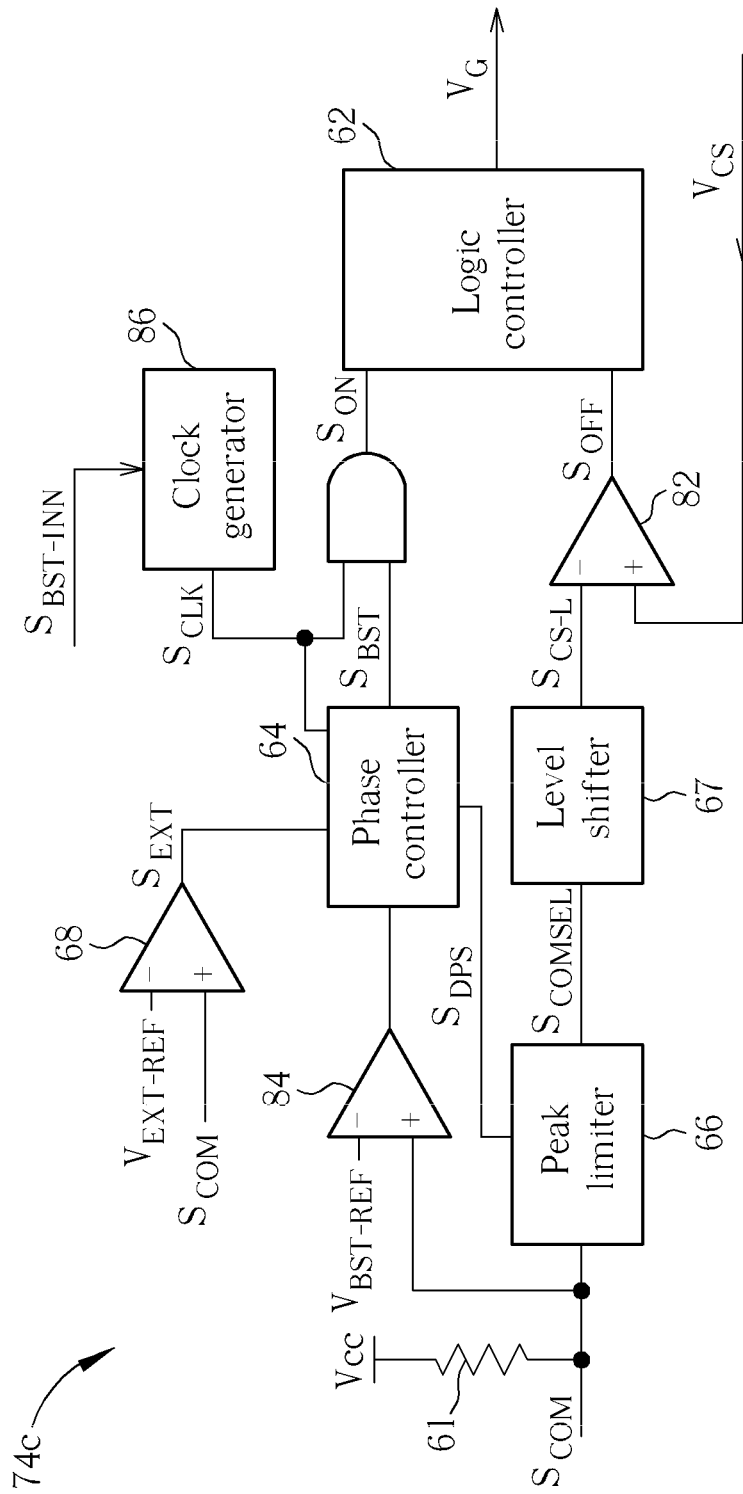 74c
S_BST-INN
86
Clock
generator
S_CLK
V_EXT-REF
68
−
+
S_COM
S_EXT
64
Phase
controller
S_BST
S_ON
62
Logic
controller
V_G
V_BST-REF
84
−
+
S_DPS
Vcc
61
S_COM
Peak
limiter
66
S_COMSEL
Level
shifter
67
S_CS-L
−
+
82
S_OFF
V_CS